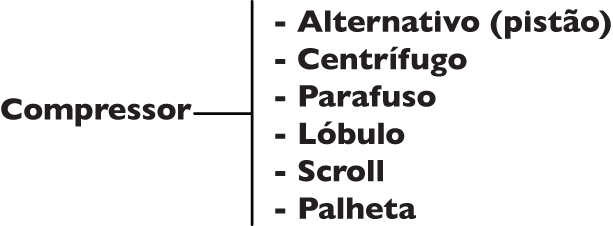 Compressor
- Alternativo (pistão)
- Centrífugo
- Parafuso
- Lóbulo
- Scroll
- Palheta